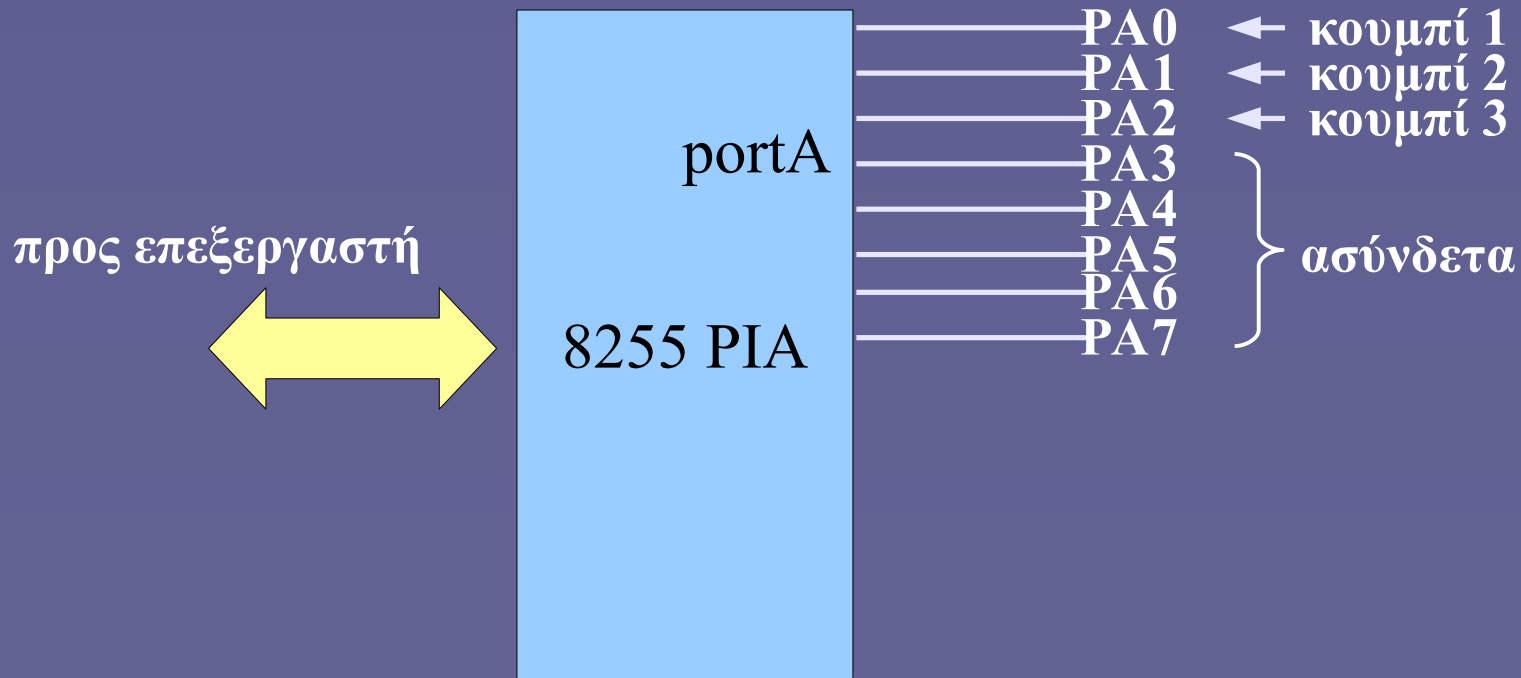 PA0 κουμπί 1
PA1 κουμπί 2
PA2 κουμπί 3
portA
PA3
PA4
προς επεξεργαστή
PA5
ασύνδετα
PA6
8255 PIA
PA7